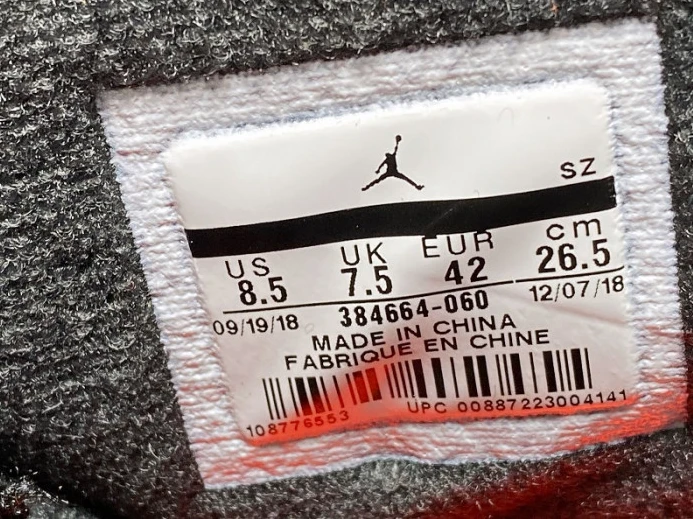 SZ
US UK EUR cm
8.5 7.5 42 26.5
09/19/18 384664-060 12/07/18
MADE IN CHINA
FABRIQUE EN CHINE
108776553 UPC 00887223004141